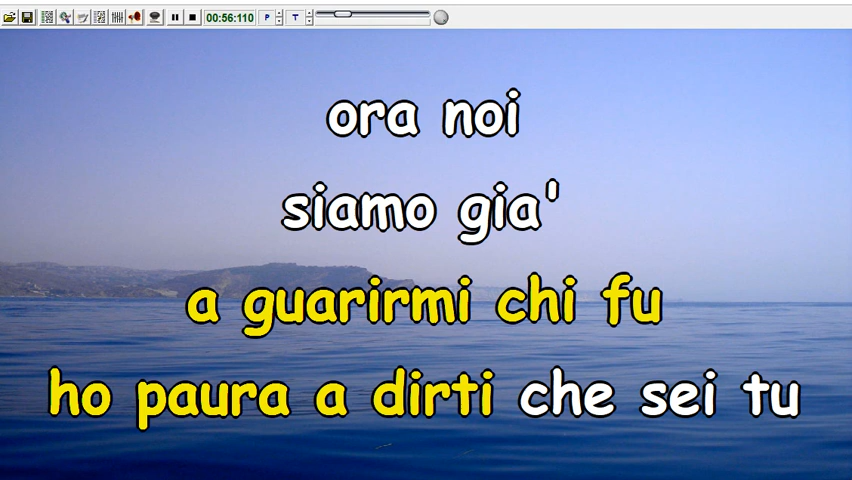 00:56:110 P T
ora noi
siamo gia'
a guarirmi chi fu
ho paura a dirti che sei tu